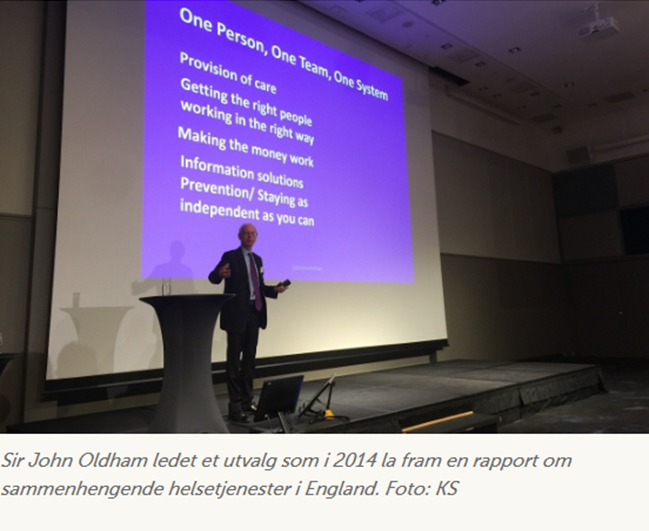 One Person, One Team, One System
Provision of care
Getting the right people
working in the right way
Making the money work
Information solutions
Prevention/ Staying as
independent as you can
Sir John Oldham ledet et utvalg som i 2014 la fram en rapport om
sammenhengende helsetjenester i England. Foto: KS